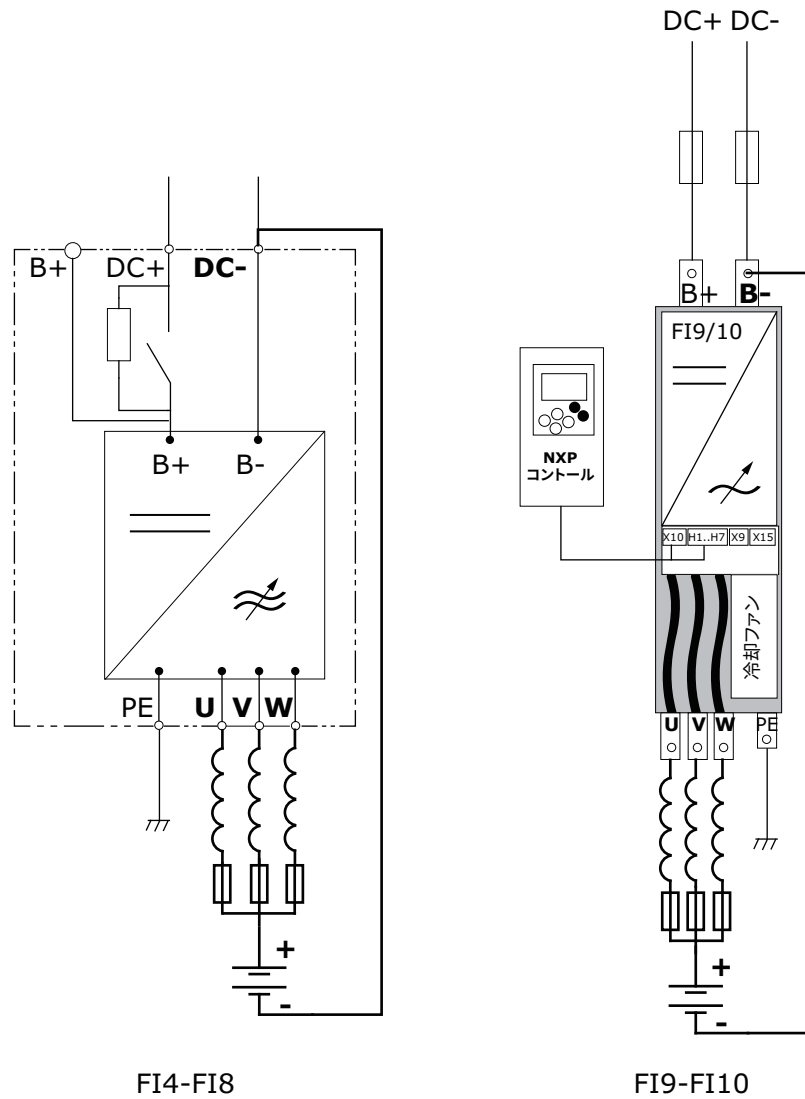 DC+ DC-
B+ DC+ DC-
B+ B-
PE U V W
+
-
FI4-FI8
B+ B-
FI9/10
NXP
コントロール
X10 H1..H7 X9 X15
冷却ファン
U V W PE
+
-
FI9-FI10